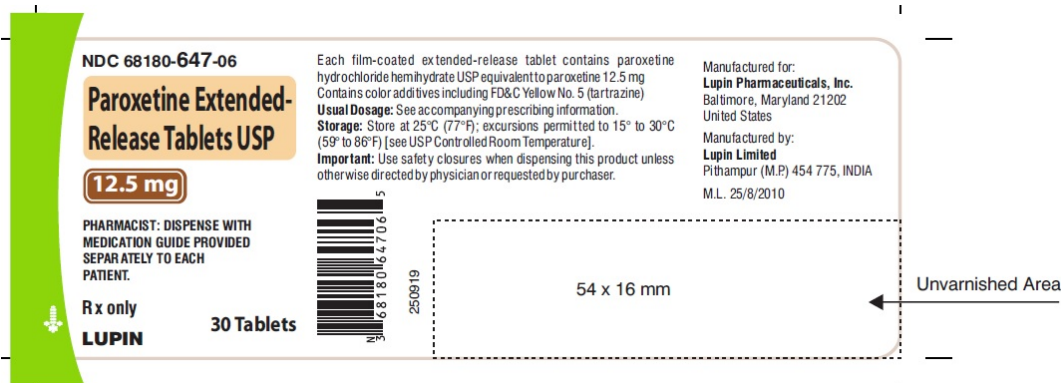 NDC 68180-647-06
Paroxetine Extended-
Release Tablets USP
12.5 mg
PHARMACIST: DISPENSE WITH
MEDICATION GUIDE PROVIDED
SEPARATELY TO EACH
PATIENT.
Rx only
LUPIN
30 Tablets
Each film-coated extended-release tablet contains paroxetine
hydrochloride hemihydrate USP equivalent to paroxetine 12.5 mg
Contains color additives including FD&C Yellow No. 5 (tartrazine)
Usual Dosage: See accompanying prescribing information.
Storage: Store at 25°C (77°F); excursions permitted to 15° to 30°C
(59° to 86°F) [see USP Controlled Room Temperature].
Important: Use safety closures when dispensing this product unless
otherwise directed by physician or requested by purchaser.
N 3 68180 64706 5
250919
Manufactured for:
Lupin Pharmaceuticals, Inc.
Baltimore, Maryland 21202
United States
Manufactured by:
Lupin Limited
Pithampur (M.P.) 454 775, INDIA
M.L. 25/8/2010
54 x 16 mm
Unvarnished Area